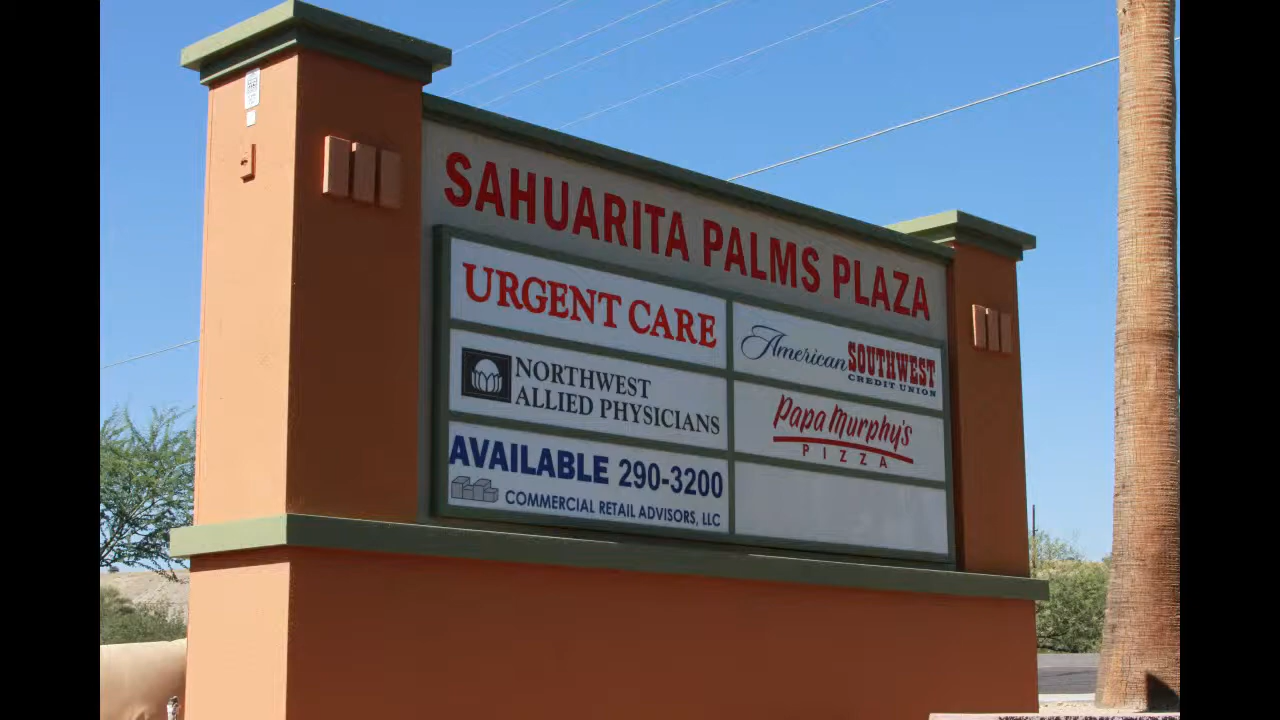 SAHUARITA PALMS PLAZA
URGENT CARE
NORTHWEST
ALLIED PHYSICIANS
AVAILABLE 290-3200
COMMERCIAL RETAIL ADVISORS, LLC
American SOUTHWEST
CREDIT UNION
Papa Murphy's
PIZZA